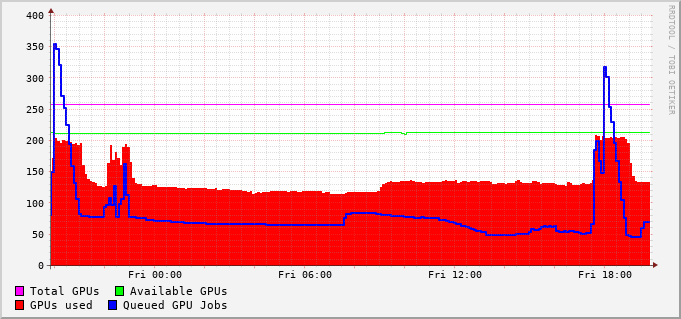 400
350
300
250
200
150
100
50
0
Fri 00:00 Fri 06:00 Fri 12:00 Fri 18:00
Total GPUs Available GPUs
GPUs used Queued GPU Jobs
RRDTOOL / TOBI OETIKER